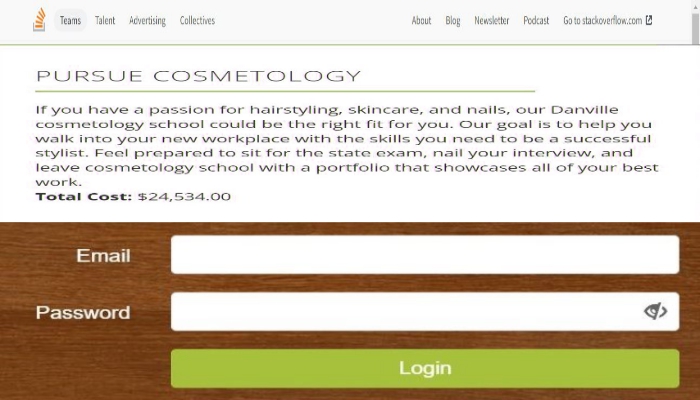 Teams Talent Advertising Collectives About Blog Newsletter Podcast Go to stackoverflow.com
PURSUE COSMETOLOGY
If you have a passion for hairstyling, skincare, and nails, our Danville
cosmetology school could be the right fit for you. Our goal is to help you
walk into your new workplace with the skills you need to be a successful
stylist. Feel prepared to sit for the state exam, nail your interview, and
leave cosmetology school with a portfolio that showcases all of your best
work.
Total Cost: $24,534.00
Email
Password
Login